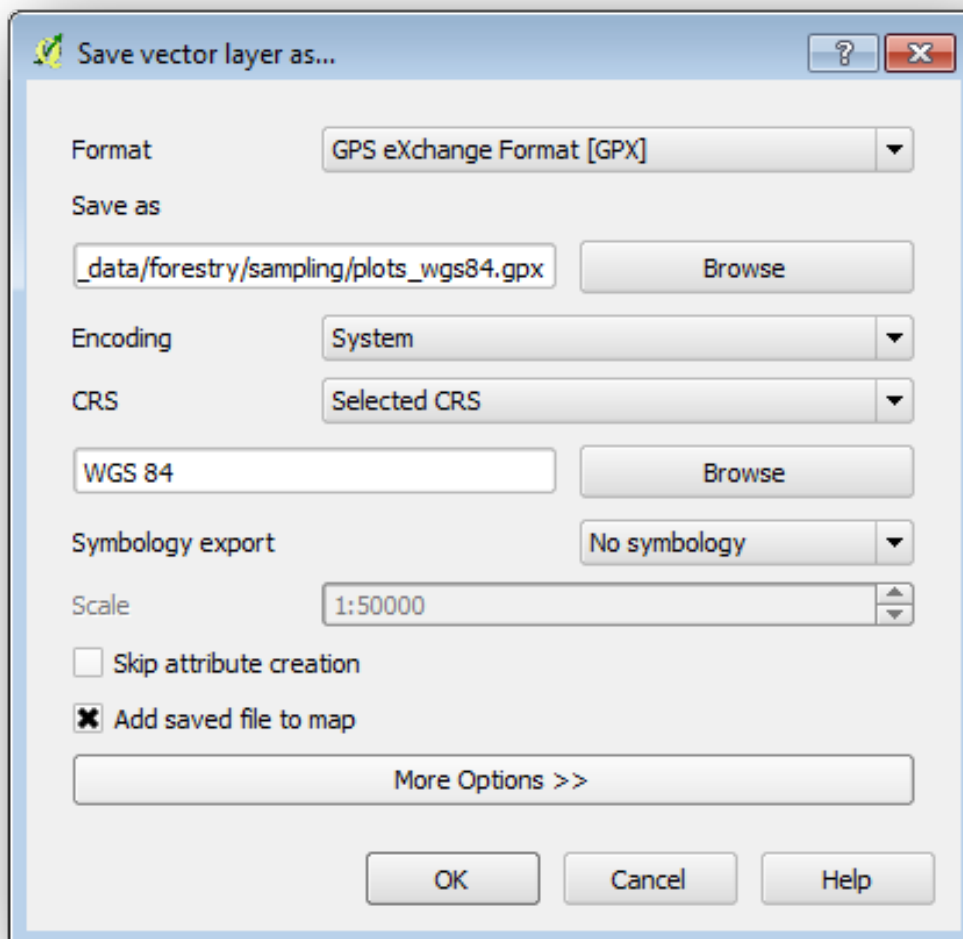 Save vector layer as...
Format GPS eXchange Format [GPX]
Save as
_data/forestry/sampling/plots_wgs84.gpx Browse
Encoding System
CRS Selected CRS
WGS 84 Browse
Symbology export No symbology
Scale 1:50000
Skip attribute creation
Add saved file to map
More Options >>
OK Cancel Help